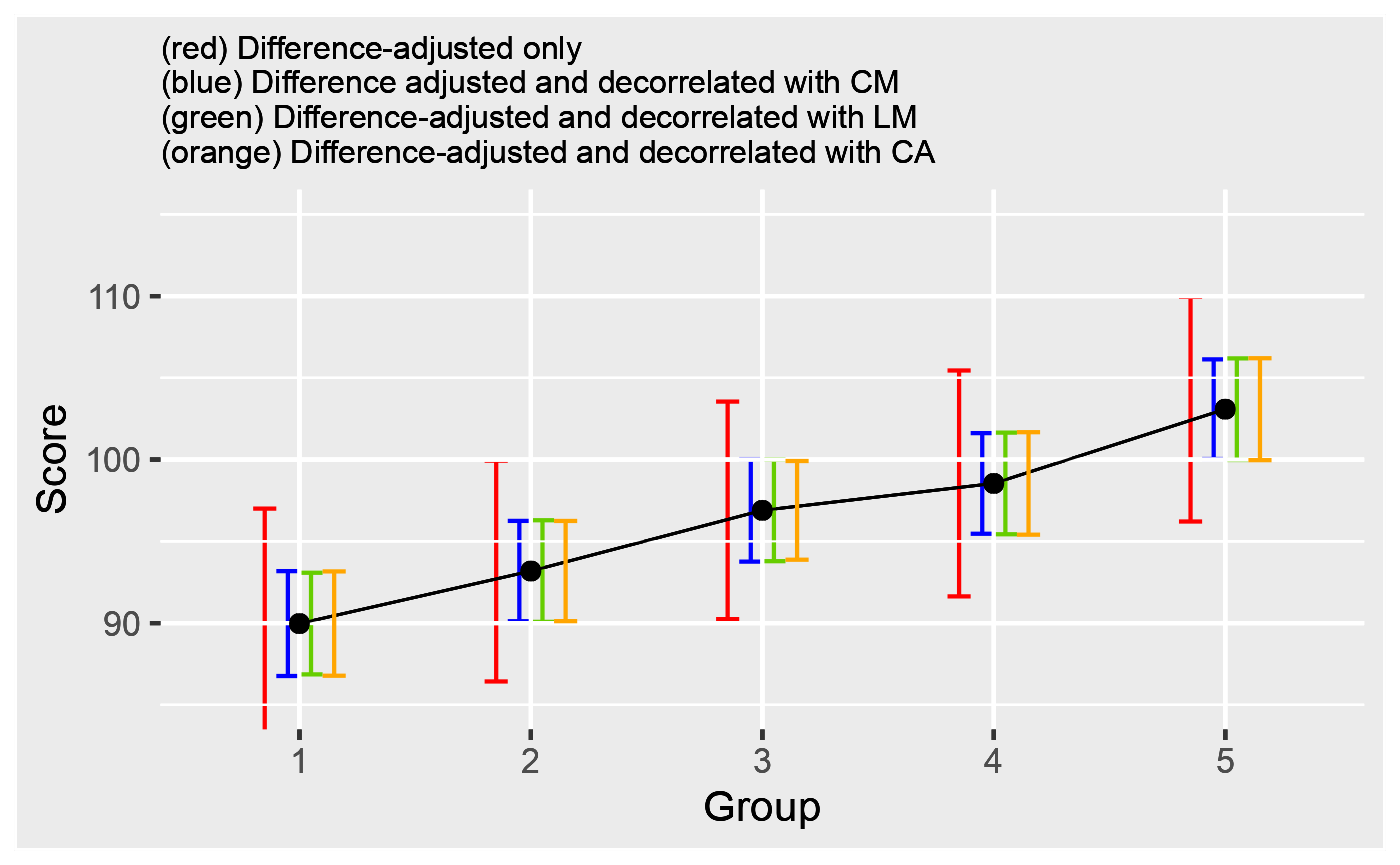 (red) Difference-adjusted only
(blue) Difference adjusted and decorrelated with CM
(green) Difference-adjusted and decorrelated with LM
(orange) Difference-adjusted and decorrelated with CA
110
100
90
Score
1 2 3 4 5
Group